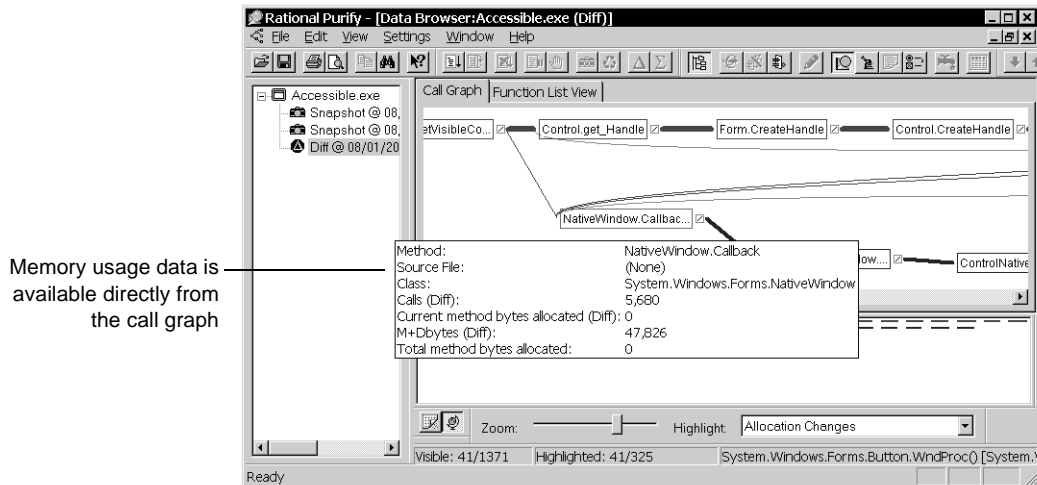 Rational Purify - [Data Browser:Accessible.exe (Diff)]
File Edit View Settings Window Help
Accessible.exe
Snapshot @ 08,
Snapshot @ 08,
Diff @ 08/01/20
Call Graph
Function List View
etVisibleCo...
Control.get_Handle
Form.CreateHandle
Control.CreateHandle
NativeWindow.Callbac...
low....
ControlNative
Memory usage data is
available directly from
the call graph
Method: NativeWindow.Callback
Source File: (None)
Class: System.Windows.Forms.NativeWindow
Calls (Diff): 5,680
Current method bytes allocated (Diff): 0
M+Dbytes (Diff): 47,826
Total method bytes allocated: 0
Zoom:
Highlight:
Allocation Changes
Visible: 41/1371
Highlighted: 41/325
System.Windows.Forms.Button.WndProc() [System.
Ready